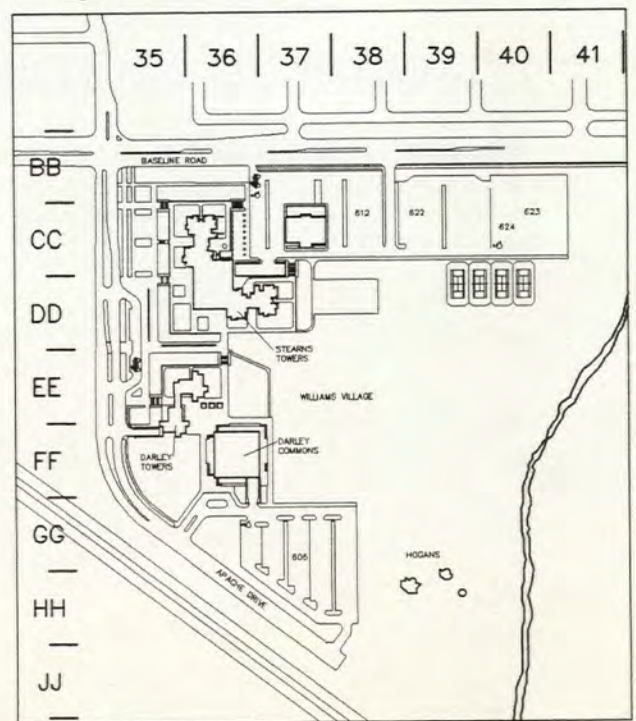 35 36 37 38 39 40 41
BB
BASELINE ROAD
612
622
623
624
CC
DD
STEARNS
TOWERS
EE
WILLIAMS VILLAGE
DARLEY
COMMONS
DARLEY
TOWERS
FF
GG
606
HOGANS
APACHE DRIVE
HH
JJ